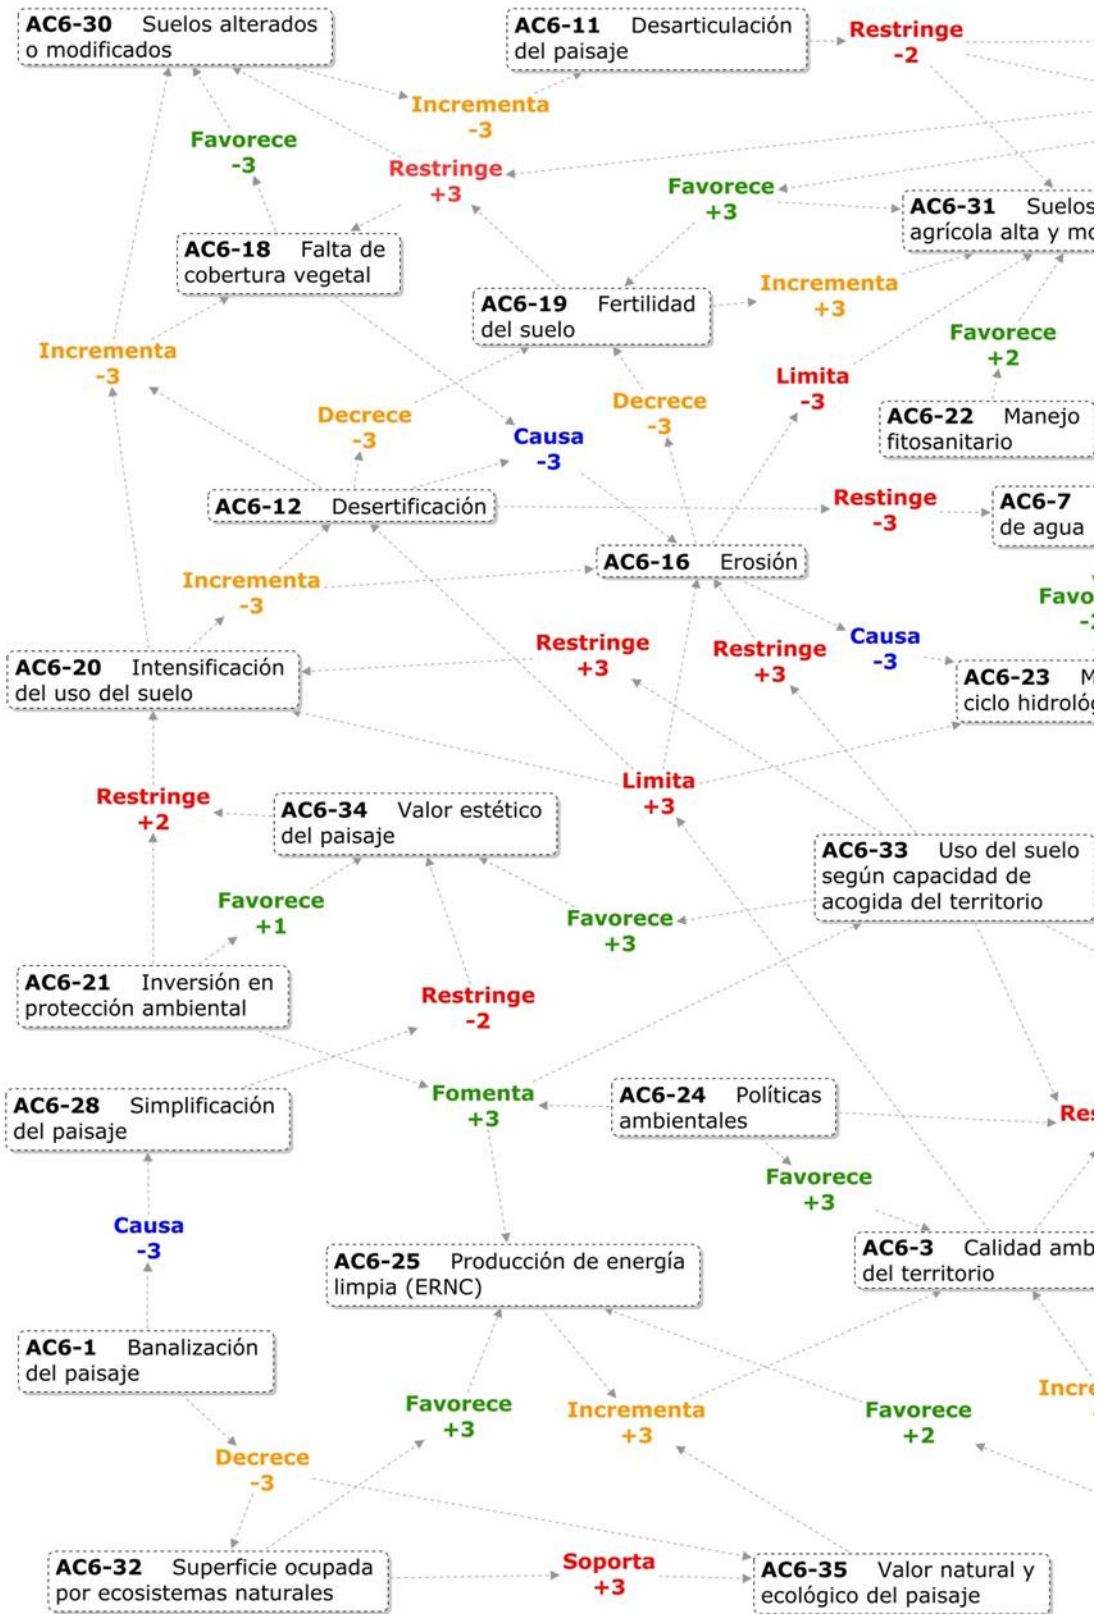 AC6-30 Suelos alterados
o modificados
AC6-11 Desarticulación
del paisaje
Restringe
-2
Incrementa
-3
Favorece
-3
Restringe
+3
Favorece
+3
AC6-31 Suelos
agrícola alta y mo
AC6-18 Falta de
cobertura vegetal
AC6-19 Fertilidad
del suelo
Incrementa
+3
Incrementa
-3
Favorece
+2
Limita
-3
Decrece
-3
Decrece
-3
Causa
-3
AC6-22 Manejo
fitosanitario
AC6-12 Desertificación
Restinge
-3
AC6-7
de agua
AC6-16 Erosión
Incrementa
-3
Favo
-2
Restringe
+3
Restringe
+3
Causa
-3
AC6-20 Intensificación
del uso del suelo
AC6-23 M
ciclo hidrológ
Limita
+3
Restringe
+2
AC6-34 Valor estético
del paisaje
AC6-33 Uso del suelo
según capacidad de
acogida del territorio
Favorece
+1
Favorece
+3
AC6-21 Inversión en
protección ambiental
Restringe
-2
Fomenta
+3
AC6-24 Políticas
ambientales
AC6-28 Simplificación
del paisaje
Res
Favorece
+3
Causa
-3
AC6-25 Producción de energía
limpia (ERNC)
AC6-3 Calidad amb
del territorio
AC6-1 Banalización
del paisaje
Favorece
+3
Incrementa
+3
Favorece
+2
Incre
Decrece
-3
AC6-32 Superficie ocupada
por ecosistemas naturales
Soporta
+3
AC6-35 Valor natural y
ecológico del paisaje